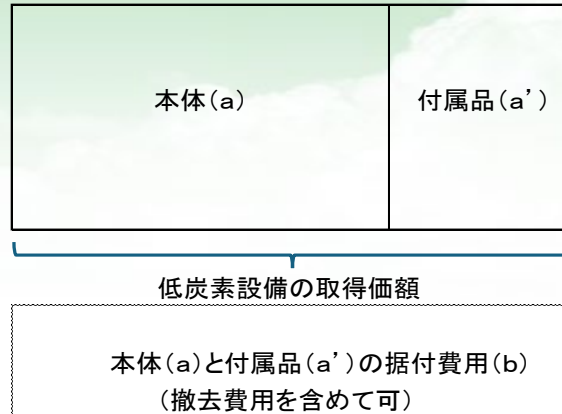 本体(a)
付属品(a’)
低炭素設備の取得価額
本体(a)と付属品(a’)の据付費用(b)
(撤去費用を含めて可)